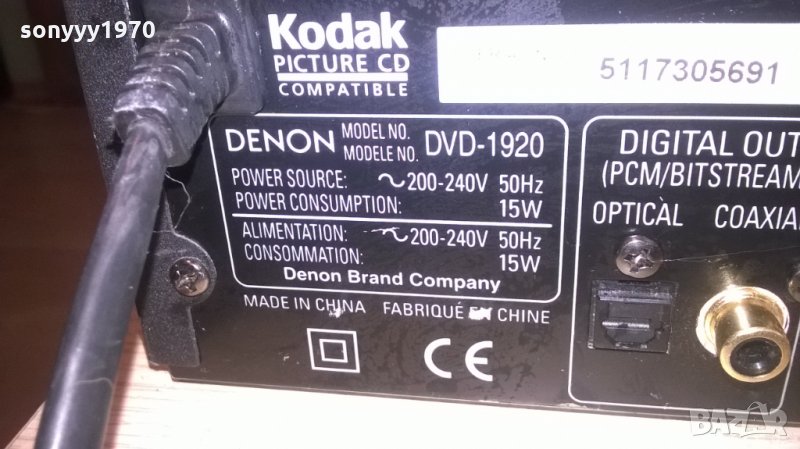 sonyyy1970
Kodak
PICTURE CD
COMPATIBLE
5117305691
DENON MODEL NO. MODELE NO. DVD-1920
POWER SOURCE: ~200-240V 50Hz
POWER CONSUMPTION: 15W
ALIMENTATION: ~200-240V 50Hz
CONSOMMATION: 15W
Denon Brand Company
MADE IN CHINA FABRIQUÉ EN CHINE
CE
DIGITAL OUT
(PCM/BITSTREAM
OPTICAL COAXIA
BAZAR